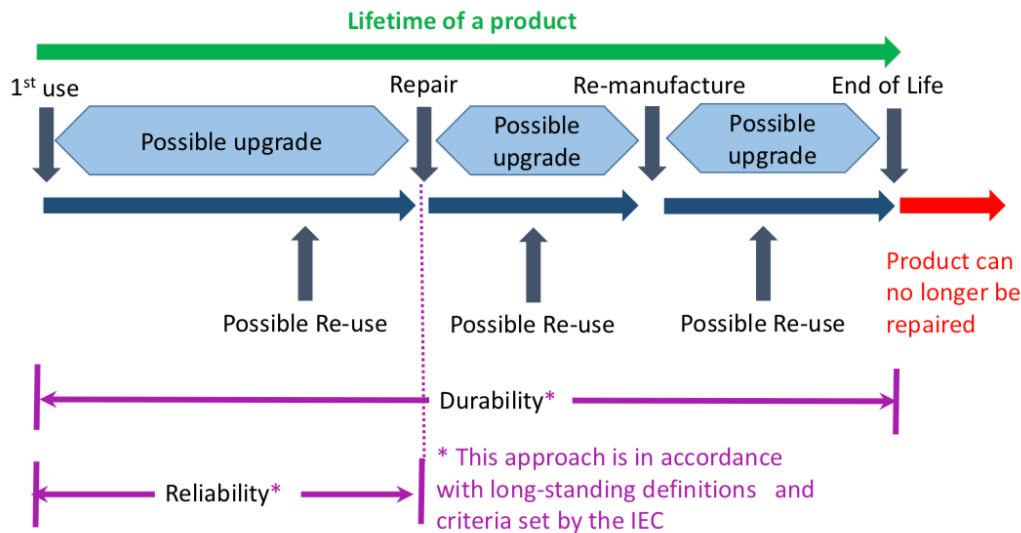 Lifetime of a product
1st use
Repair
Re-manufacture
End of Life
Possible upgrade
Possible
upgrade
Possible
upgrade
Possible Re-use
Possible Re-use
Possible Re-use
Product can
no longer be
repaired
Durability*
Reliability*
* This approach is in accordance
with long-standing definitions and
criteria set by the IEC